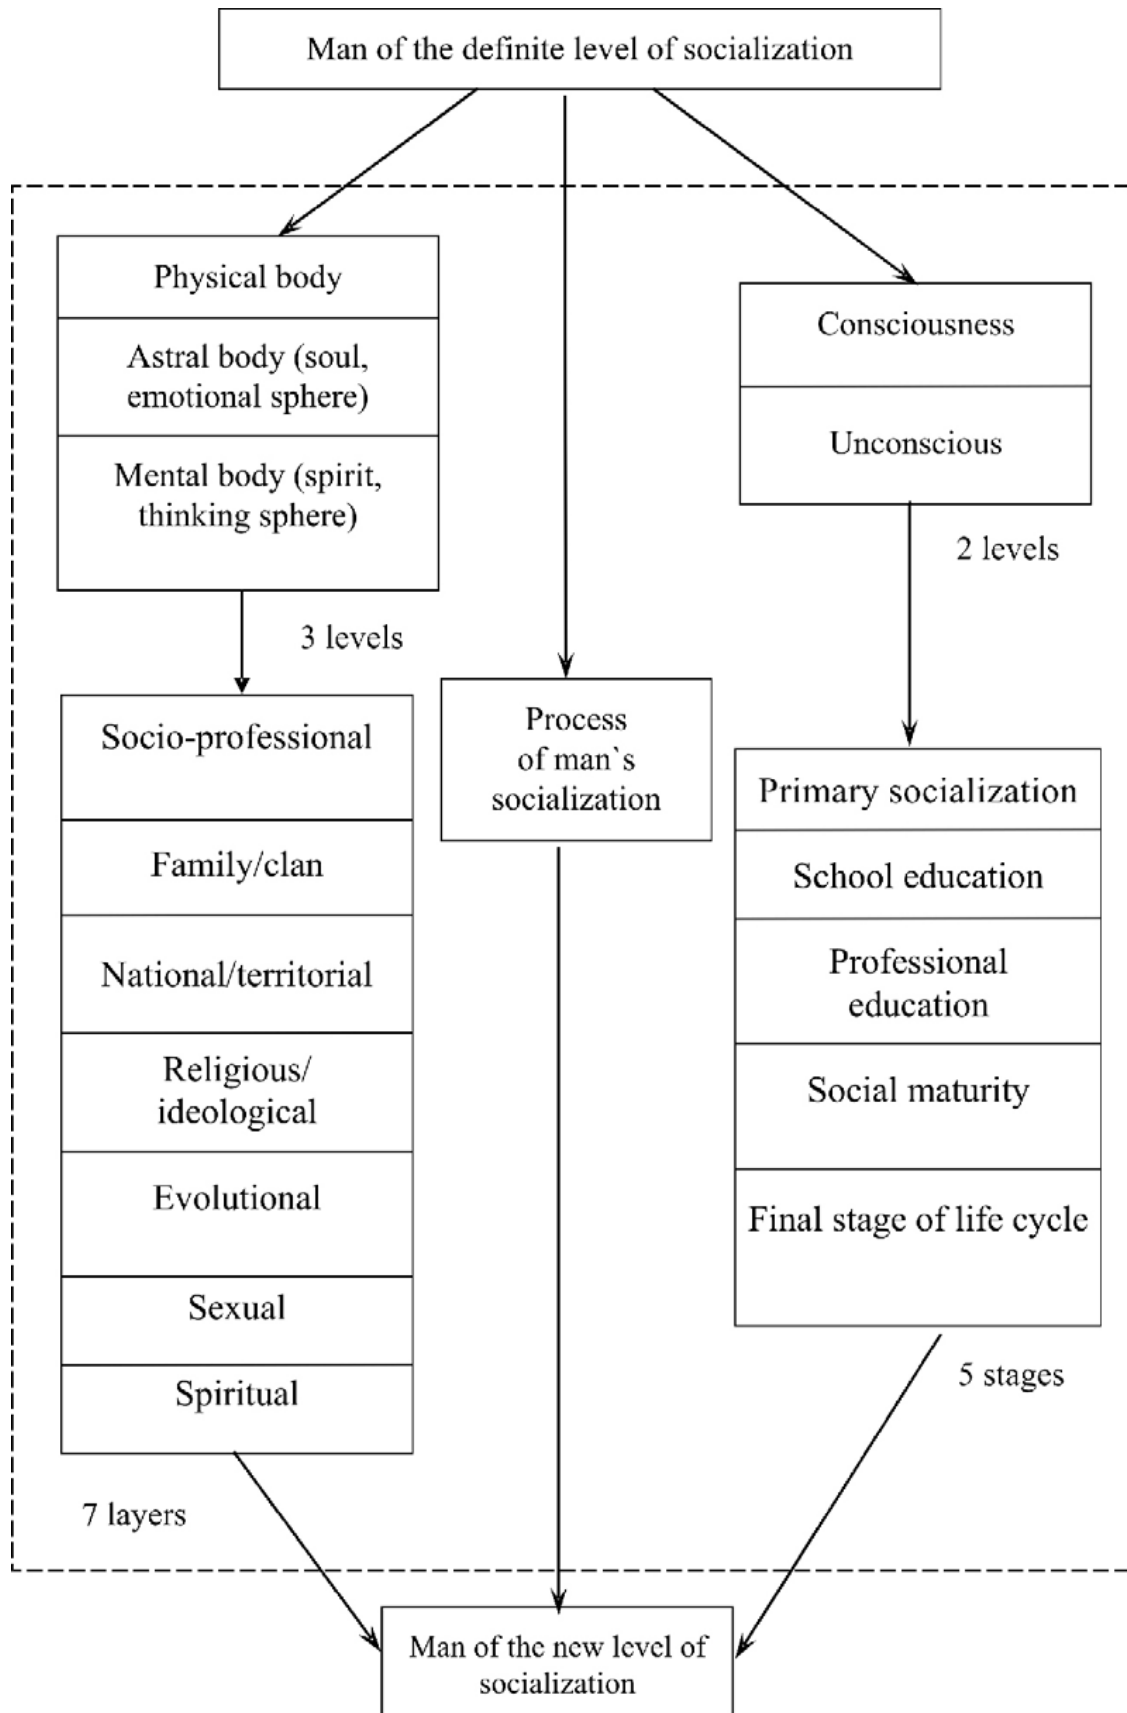 Man of the definite level of socialization
Physical body
Astral body (soul,
emotional sphere)
Mental body (spirit,
thinking sphere)
3 levels
Consciousness
Unconscious
2 levels
Socio-professional
Family/clan
National/territorial
Religious/
ideological
Evolutional
Sexual
Spiritual
7 layers
Process
of man`s
socialization
Primary socialization
School education
Professional
education
Social maturity
Final stage of life cycle
5 stages
Man of the new level of
socialization